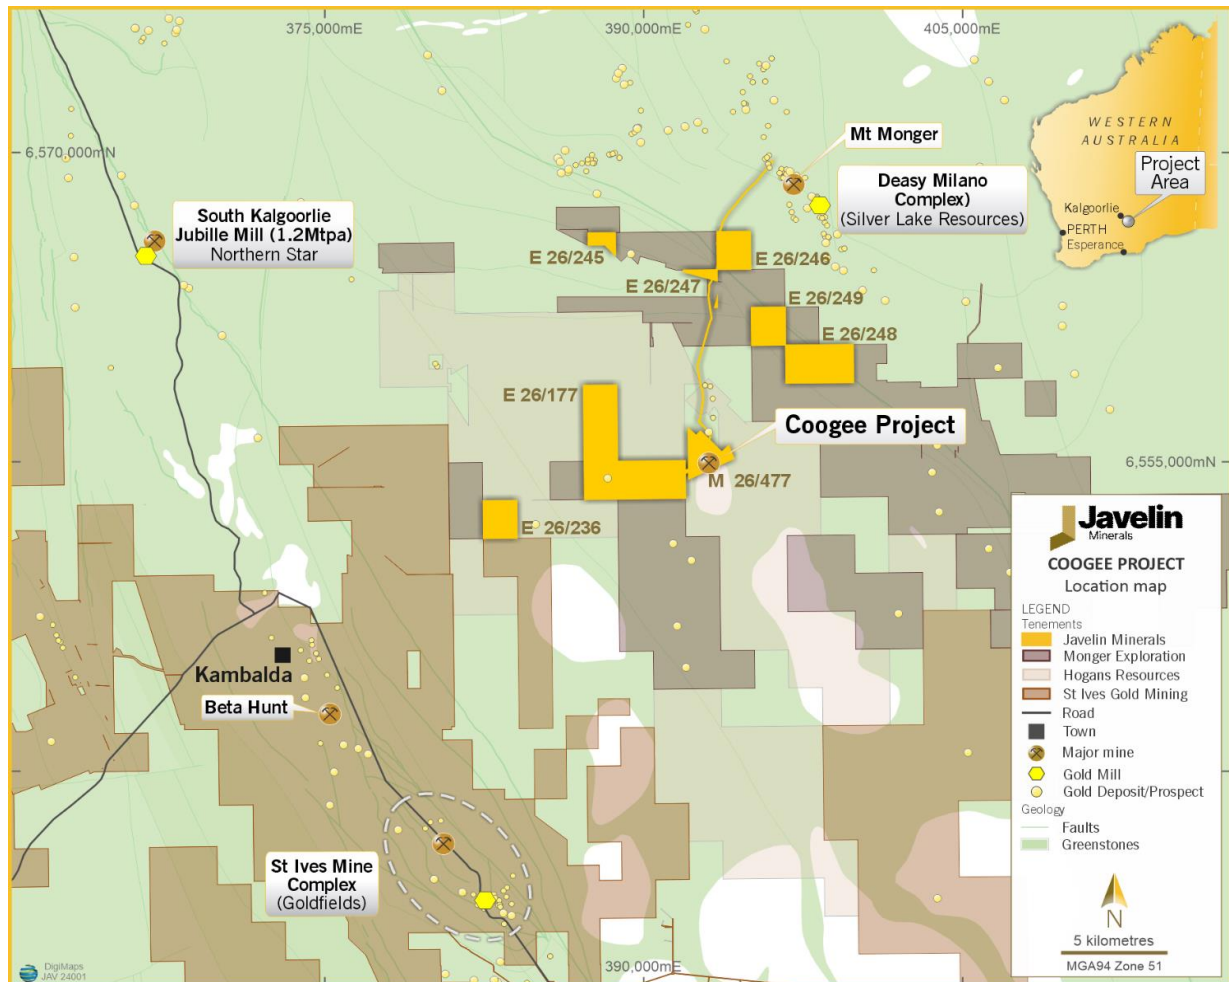 375,000mE
390,000mE
405,000mE
6,570,000mN
6,555,000mN
390,000mE
WESTERN
AUSTRALIA
Project
Area
Kalgoorlie
PERTH
Esperance
Mt Monger
Deasy Milano
Complex)
(Silver Lake Resources)
South Kalgoorlie
Jubille Mill (1.2Mtpa)
Northern Star
E 26/245
E 26/246
E 26/247
E 26/249
E 26/248
E 26/177
Coogee Project
M 26/477
E 26/236
Kambalda
Beta Hunt
St Ives Mine
Complex
(Goldfields)
Javelin
Minerals
COOGEE PROJECT
Location map
LEGEND
Tenements
Javelin Minerals
Monger Exploration
Hogans Resources
St Ives Gold Mining
Road
Town
Major mine
Gold Mill
Gold Deposit/Prospect
Geology
Faults
Greenstones
N
5 kilometres
MGA94 Zone 51
DigiMaps
JAV 24001